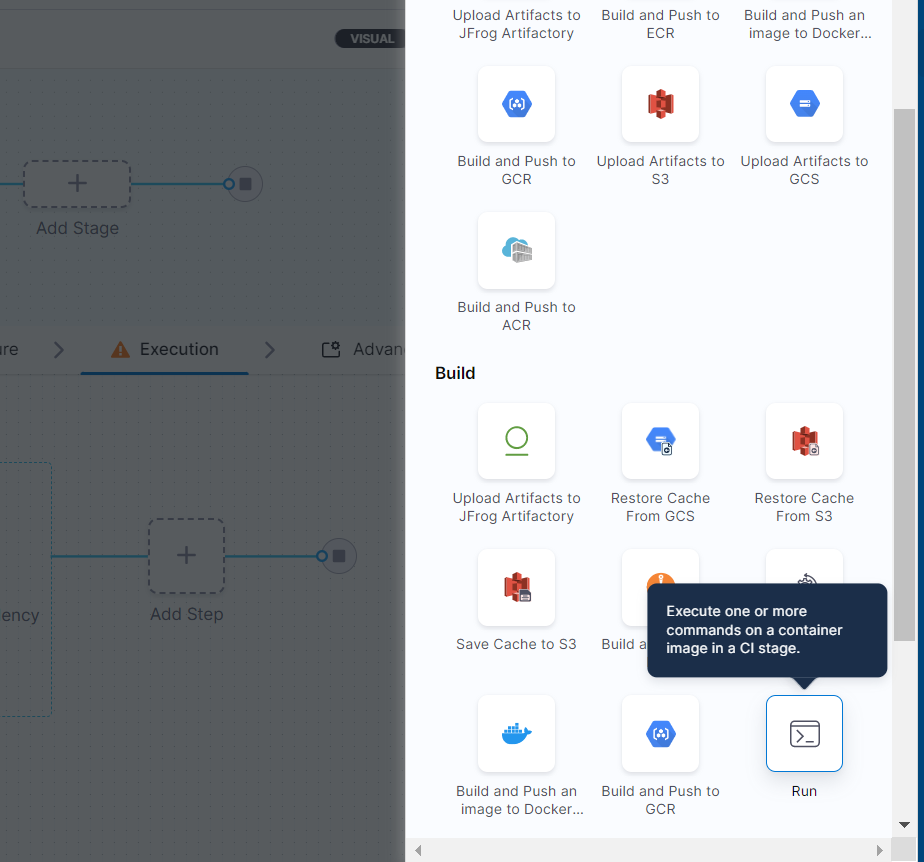 Upload Artifacts to
JFrog Artifactory
Build and Push to
ECR
Build and Push an
image to Docker...
VISUAL
Build and Push to
GCR
Upload Artifacts to
S3
Upload Artifacts to
GCS
Add Stage
Build and Push to
ACR
Execution
Build
Upload Artifacts to
JFrog Artifactory
Restore Cache
From GCS
Restore Cache
From S3
Add Step
Save Cache to S3
Build
Execute one or more
commands on a container
image in a CI stage.
Build and Push an
image to Docker...
Build and Push to
GCR
Run